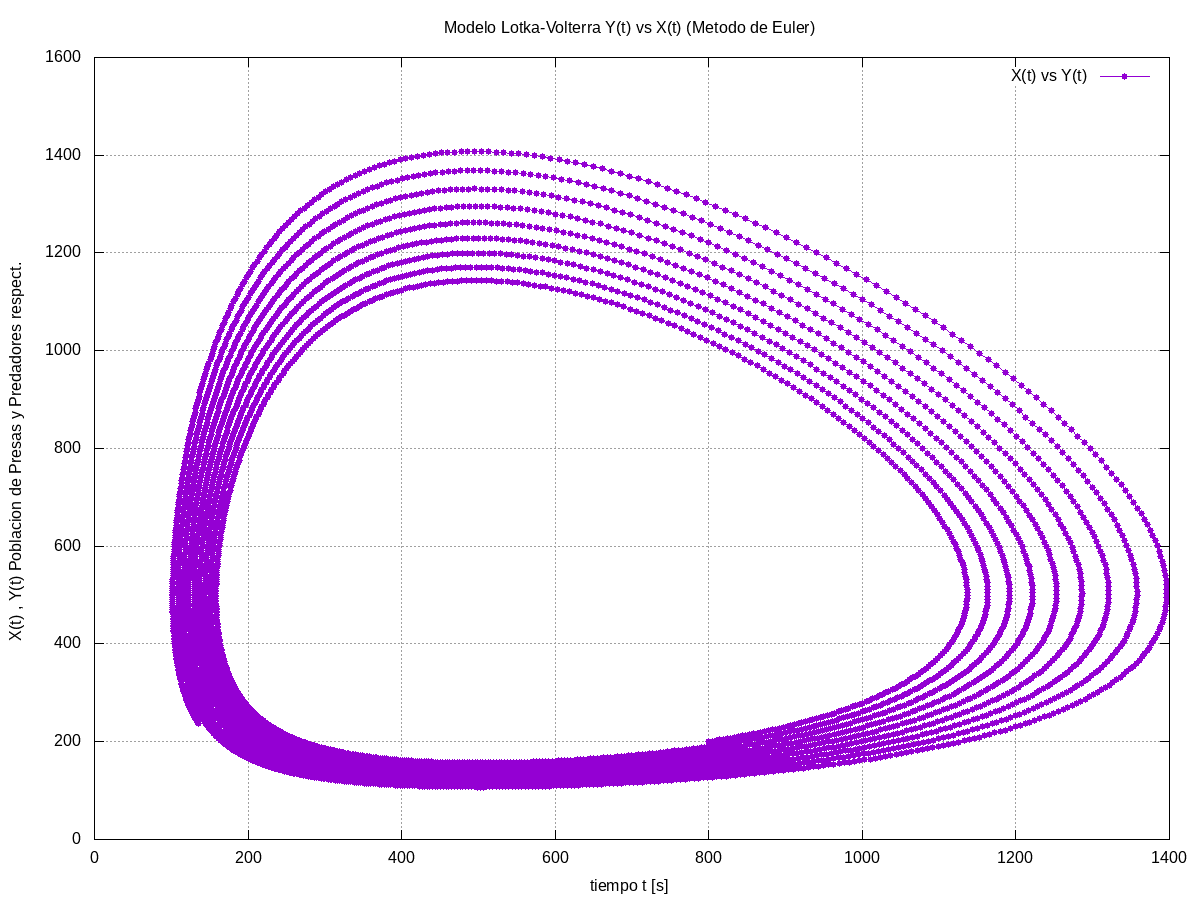 Modelo Lotka-Volterra Y(t) vs X(t) (Metodo de Euler)
X(t) vs Y(t)
1600
1400
1200
1000
800
600
400
200
0
X(t) , Y(t) Poblacion de Presas y Predadores respect.
0 200 400 600 800 1000 1200 1400
tiempo t [s]